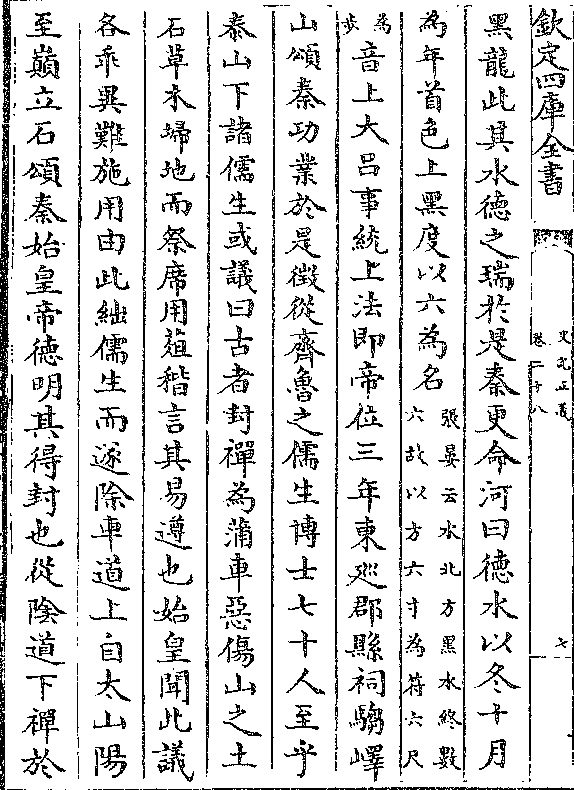 欽定四庫全書
史記正義
卷二十八
七
黑龍此其水德之瑞於是秦更命河曰德水以冬十月
為年首色上黑度以六為名張晏云水北方黑水終數六故以方六寸為符六尺
為步音上大吕事統上法即帝位三年東廵郡縣祠騶嶧
山頌秦功業於是徵從齊魯之儒生博士七十人至乎
泰山下諸儒生或議曰古者封禪為蒲車惡傷山之土
石草木埽地而祭席用葅稭言其易遵也始皇聞此議
各乖異難施用由此絀儒生而遂除車道上自太山陽
至巔立石頌秦始皇帝德明其得封也從陰道下禪於